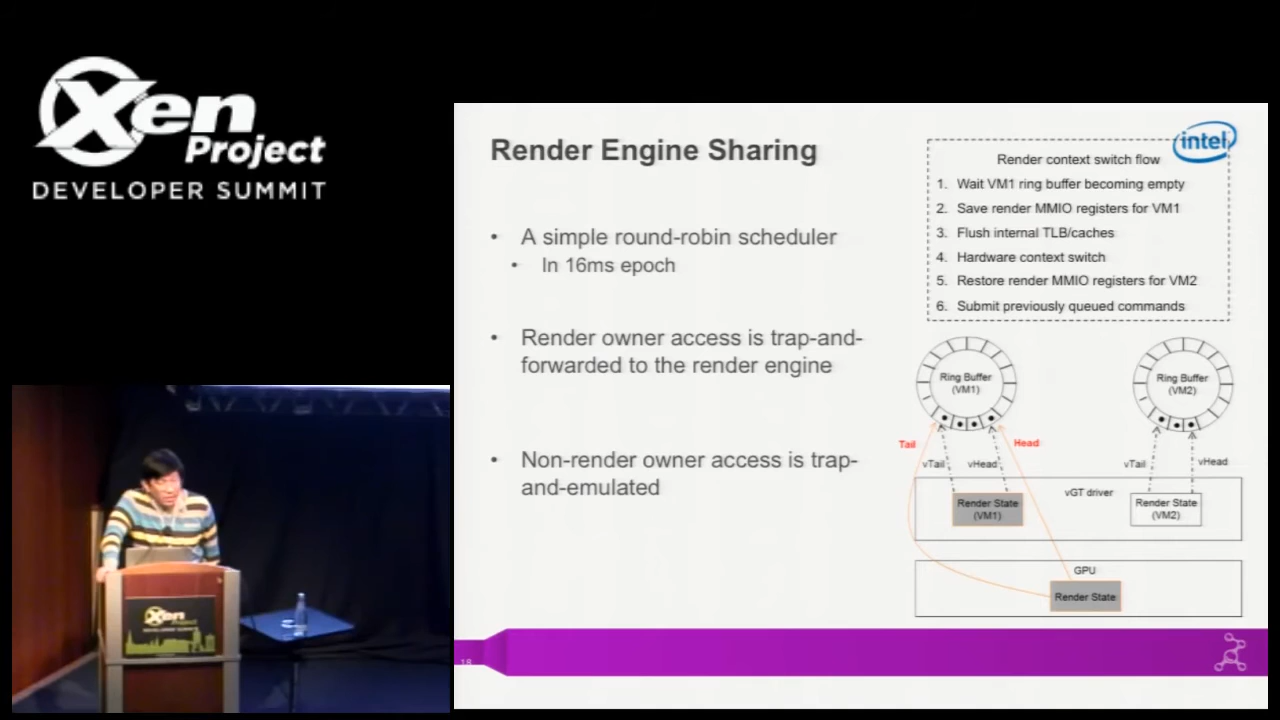 Xen
Project
DEVELOPER SUMMIT
Render Engine Sharing
intel
• A simple round-robin scheduler
• In 16ms epoch
• Render owner access is trap-and-
forwarded to the render engine
• Non-render owner access is trap-
and-emulated
Render context switch flow
1. Wait VM1 ring buffer becoming empty
2. Save render MMIO registers for VM1
3. Flush internal TLB/caches
4. Hardware context switch
5. Restore render MMIO registers for VM2
6. Submit previously queued commands
Ring Buffer
(VM1)
Ring Buffer
(VM2)
Tail
Head
vTail
vHead
vTail
vHead
vGT driver
Render State
(VM1)
Render State
(VM2)
GPU
Render State
Xen
Project
DEVELOPER SUMMIT